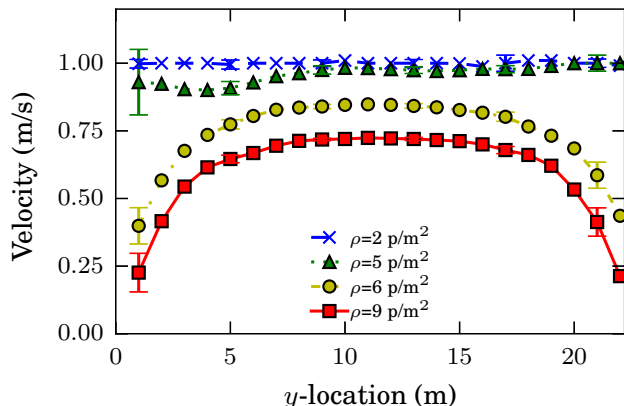 1.00
0.75
0.50
0.25
0.00
Velocity (m/s)
ρ=2 p/m²
ρ=5 p/m²
ρ=6 p/m²
ρ=9 p/m²
0 5 10 15 20
y-location (m)